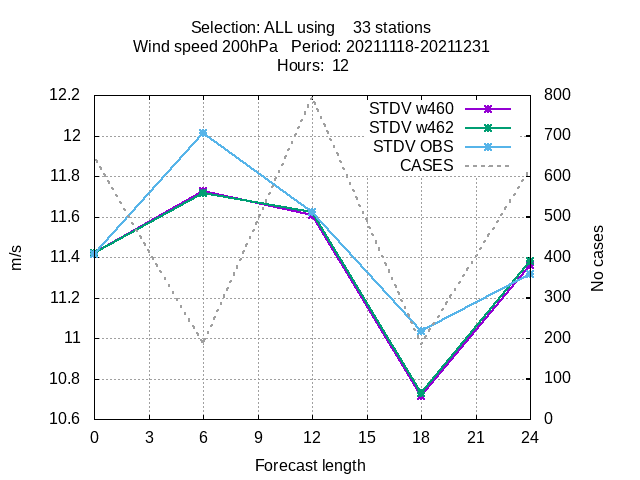 Selection: ALL using    33 stations
Wind speed 200hPa   Period: 20211118-20211231
Hours:  12
STDV w460
STDV w462
STDV OBS
CASES
12.2
12
11.8
11.6
11.4
11.2
11
10.8
10.6
m/s
800
700
600
500
400
300
200
100
0
No cases
0 3 6 9 12 15 18 21 24
Forecast length